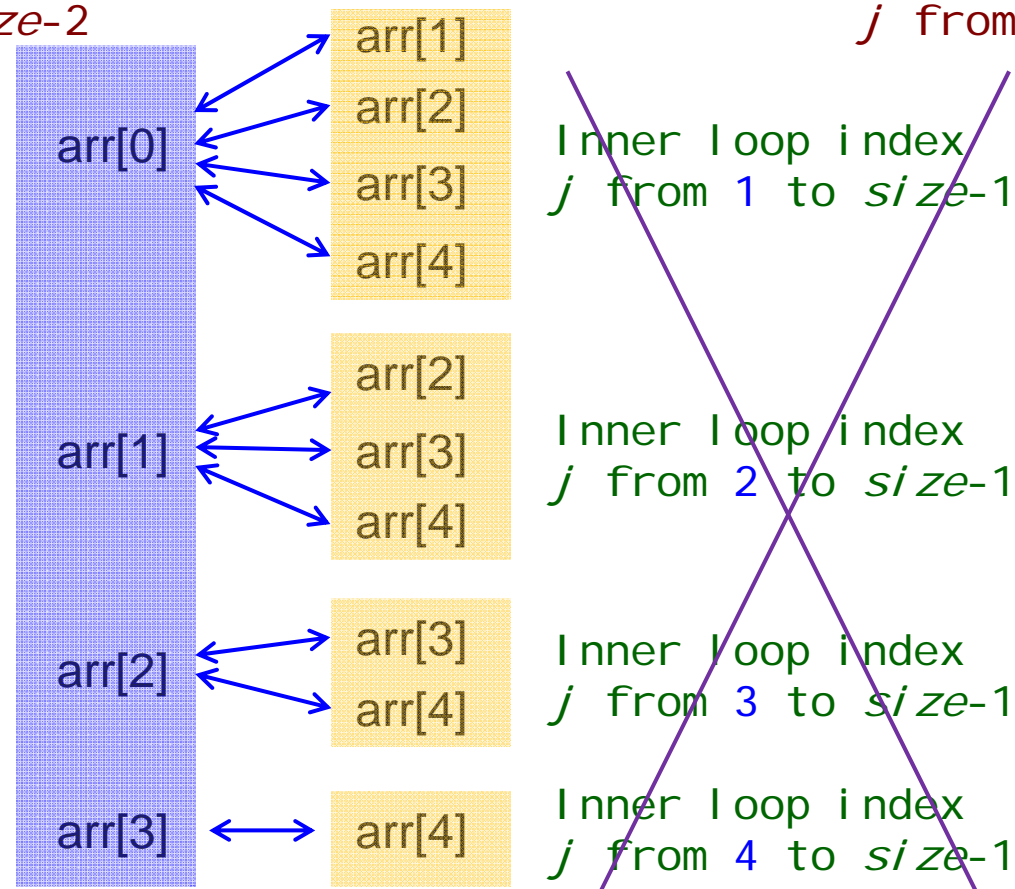 ze-2
j from
arr[0]
arr[1]
arr[2]
arr[3]
arr[4]
Inner loop index
j from 1 to size-1
arr[1]
arr[2]
arr[3]
arr[4]
Inner loop index
j from 2 to size-1
arr[2]
arr[3]
arr[4]
Inner loop index
j from 3 to size-1
arr[3]
arr[4]
Inner loop index
j from 4 to size-1